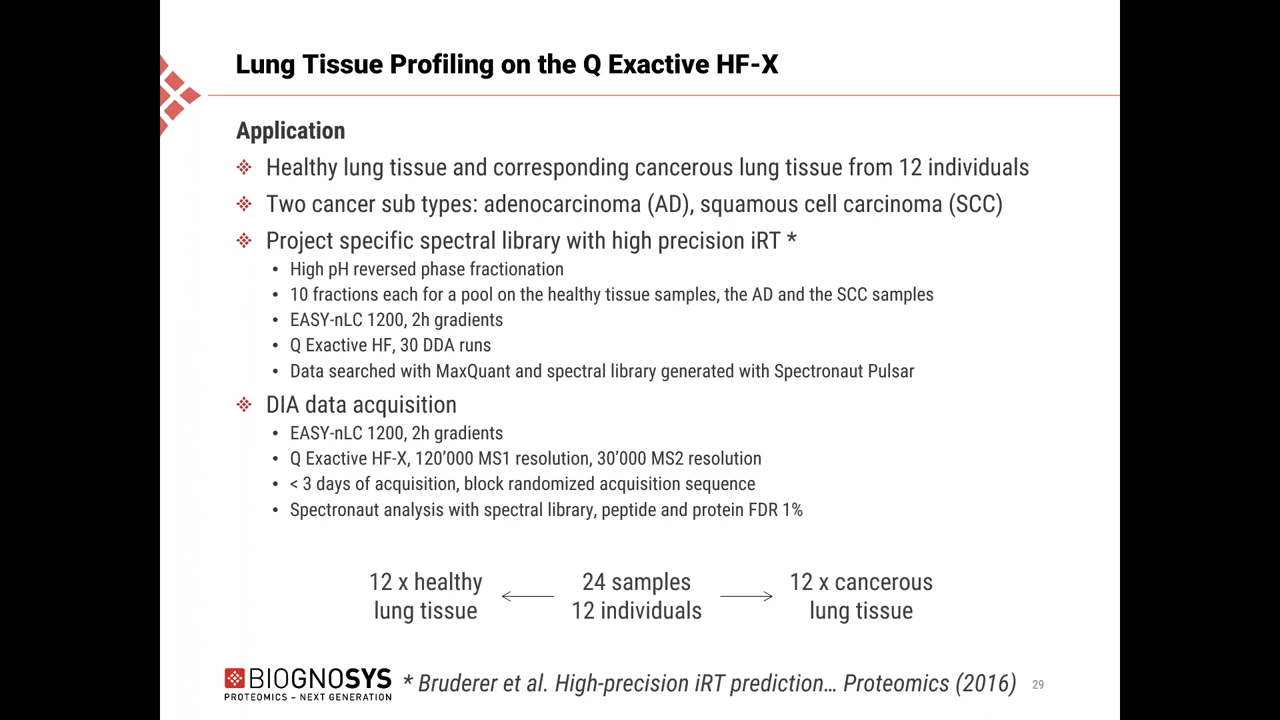 Lung Tissue Profiling on the Q Exactive HF-X
Application
Healthy lung tissue and corresponding cancerous lung tissue from 12 individuals
Two cancer sub types: adenocarcinoma (AD), squamous cell carcinoma (SCC)
Project specific spectral library with high precision iRT *
• High pH reversed phase fractionation
• 10 fractions each for a pool on the healthy tissue samples, the AD and the SCC samples
• EASY-nLC 1200, 2h gradients
• Q Exactive HF, 30 DDA runs
• Data searched with MaxQuant and spectral library generated with Spectronaut Pulsar
DIA data acquisition
• EASY-nLC 1200, 2h gradients
• Q Exactive HF-X, 120’000 MS1 resolution, 30’000 MS2 resolution
• < 3 days of acquisition, block randomized acquisition sequence
• Spectronaut analysis with spectral library, peptide and protein FDR 1%
12 x healthy
lung tissue
24 samples
12 individuals
12 x cancerous
lung tissue
BIOGNOSYS
PROTEOMICS – NEXT GENERATION
* Bruderer et al. High-precision iRT prediction… Proteomics (2016)
29